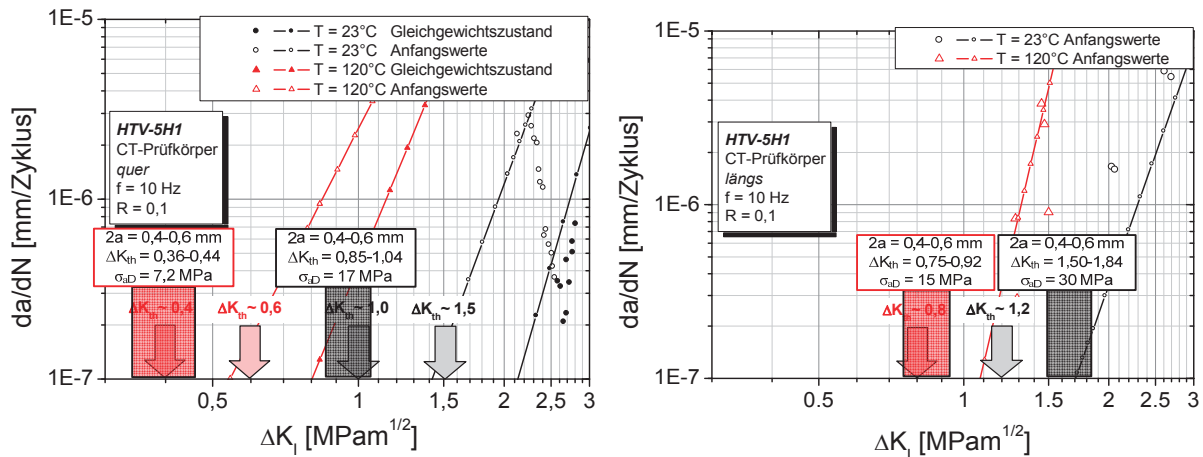 1E-5
T = 23°C Gleichgewichtszustand
T = 23°C Anfangswerte
T = 120°C Gleichgewichtszustand
T = 120°C Anfangswerte
HTV-5H1
CT-Prüfkörper
quer
f = 10 Hz
R = 0,1
1E-6
2a = 0,4-0,6 mm
ΔKth = 0,36-0,44
σaD = 7,2 MPa
2a = 0,4-0,6 mm
ΔKth = 0,85-1,04
σaD = 17 MPa
ΔKth~ 0,4
ΔKth~ 0,6
ΔKth~ 1,0
ΔKth~ 1,5
1E-7
0,5
1
1,5
2
2,5
3
da/dN [mm/Zyklus]
ΔKI [MPam1/2]
1E-5
T = 23°C Anfangswerte
T = 120°C Anfangswerte
HTV-5H1
CT-Prüfkörper
längs
f = 10 Hz
R = 0,1
1E-6
2a = 0,4-0,6 mm
ΔKth = 0,75-0,92
σaD = 15 MPa
2a = 0,4-0,6 mm
ΔKth = 1,50-1,84
σaD = 30 MPa
ΔKth~ 0,8
ΔKth~ 1,2
1E-7
0.5
1
1.5
2
2.5
3
da/dN [mm/Zyklus]
ΔKI [MPam1/2]